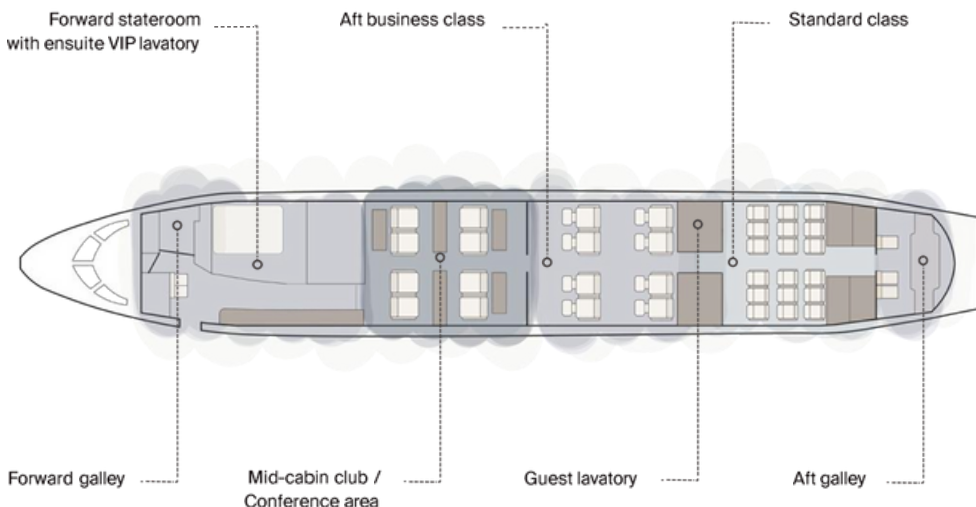 Forward stateroom
with ensuite VIP lavatory
Aft business class
Standard class
Forward galley
Mid-cabin club /
Conference area
Guest lavatory
Aft galley